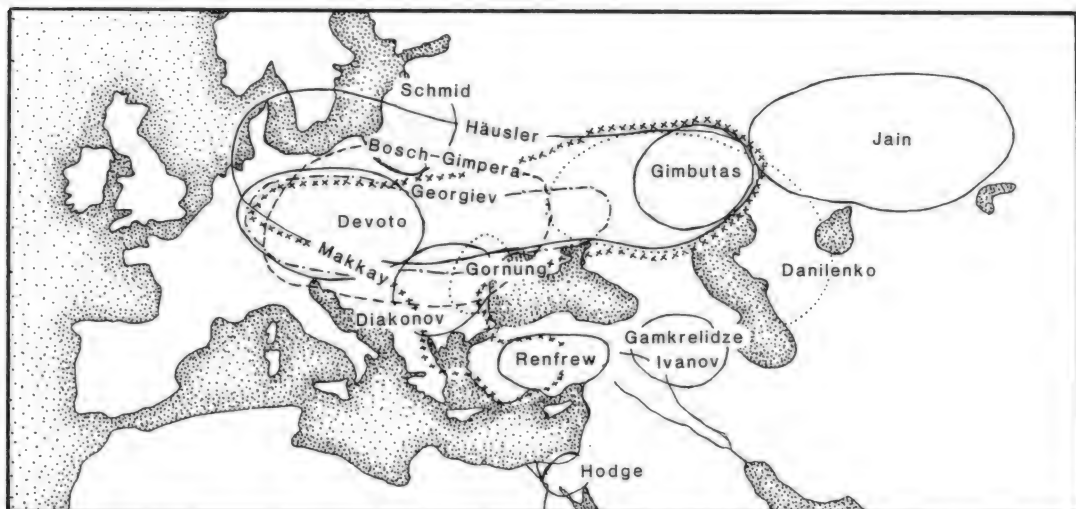 Schmid
Häusler
Jain
Bosch-Gimpera
Gimbutas
Georgiev
Devoto
Makkay
Gornung
Danilenko
Diakonov
Gamkrelidze
Ivanov
Renfrew
Hodge